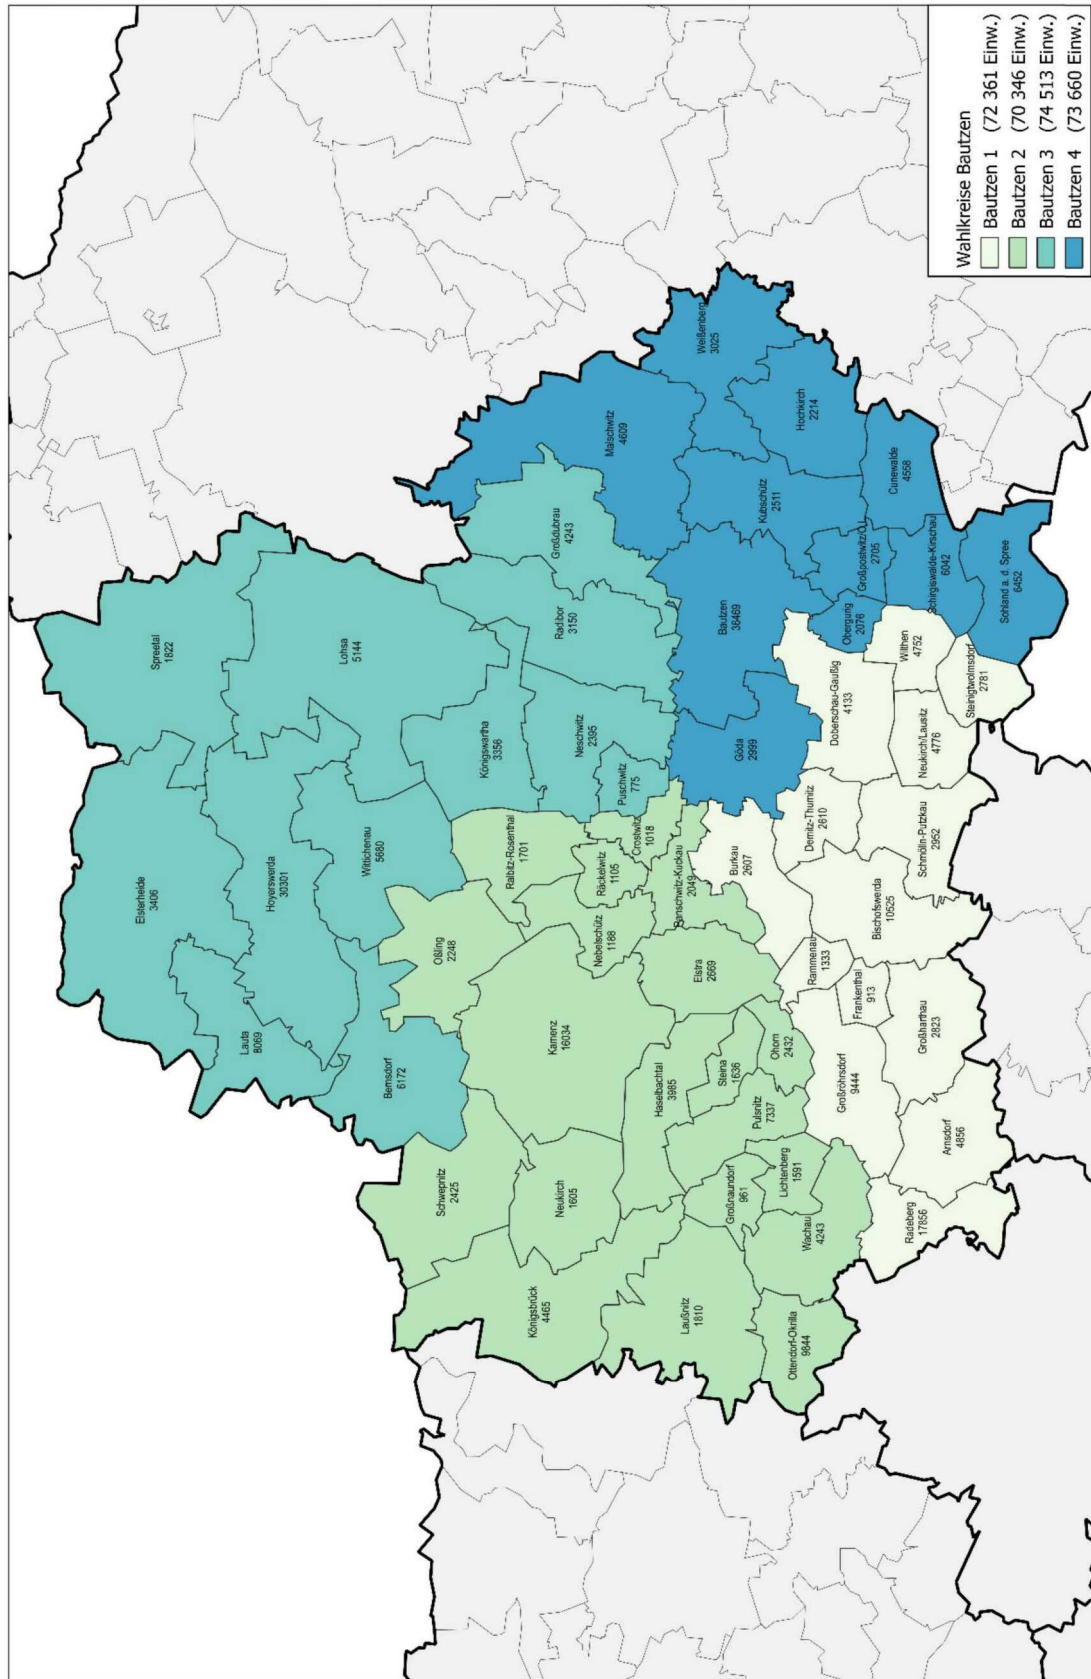 Wahlkreise Bautzen
Bautzen 1 (72 361 Einw.)
Bautzen 2 (70 346 Einw.)
Bautzen 3 (74 513 Einw.)
Bautzen 4 (73 660 Einw.)
Spreetal
1822
Elsterheide
3406
Lohsa
5144
Hoyerswerda
30301
Lauta
8069
Wittichenau
5680
Bernsdorf
6172
Oßling
2248
Schwepnitz
2425
Königswartha
3356
Großdubrau
4243
Radibor
3150
Neschwitz
2395
Puschwitz
775
Ralbitz-Rosenthal
1701
Königsbrück
4465
Neukirch
1605
Kamenz
16034
Nebelschütz
1188
Räckelwitz
1105
Crostwitz
1018
Panschwitz-Kuckau
2049
Malschwitz
4609
Weißenberg
3025
Haselbachtal
3985
Elstra
2669
Laußnitz
1810
Großnaundorf
961
Steina
1636
Pulsnitz
7337
Ohorn
2432
Lichtenberg
1591
Wachau
4243
Ottendorf-Okrilla
9844
Burkau
2607
Göda
2999
Bautzen
38469
Kubschütz
2511
Hochkirch
2214
Großröhrsdorf
9444
Rammenau
1333
Frankenthal
913
Demitz-Thumitz
2610
Doberschau-Gaußig
4133
Obergurig
2076
Großpostwitz/O.L.
2705
Cunewalde
4558
Radeberg
17856
Arnsdorf
4856
Großharthau
2823
Bischofswerda
10525
Schmölln-Putzkau
2952
Neukirch/Lausitz
4776
Wilthen
4752
Schirgiswalde-Kirschau
6042
Steinigtwolmsdorf
2781
Sohland a. d. Spree
6452